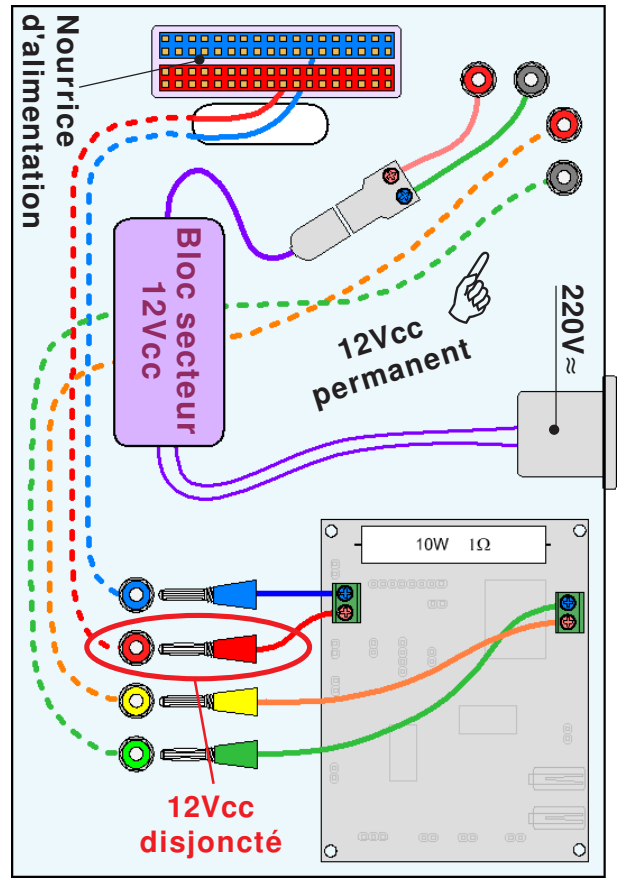 Nourrice
d'alimentation
Bloc secteur
12Vcc
12Vcc
permanent
220V ≈
10W 1Ω
12Vcc
disjoncté